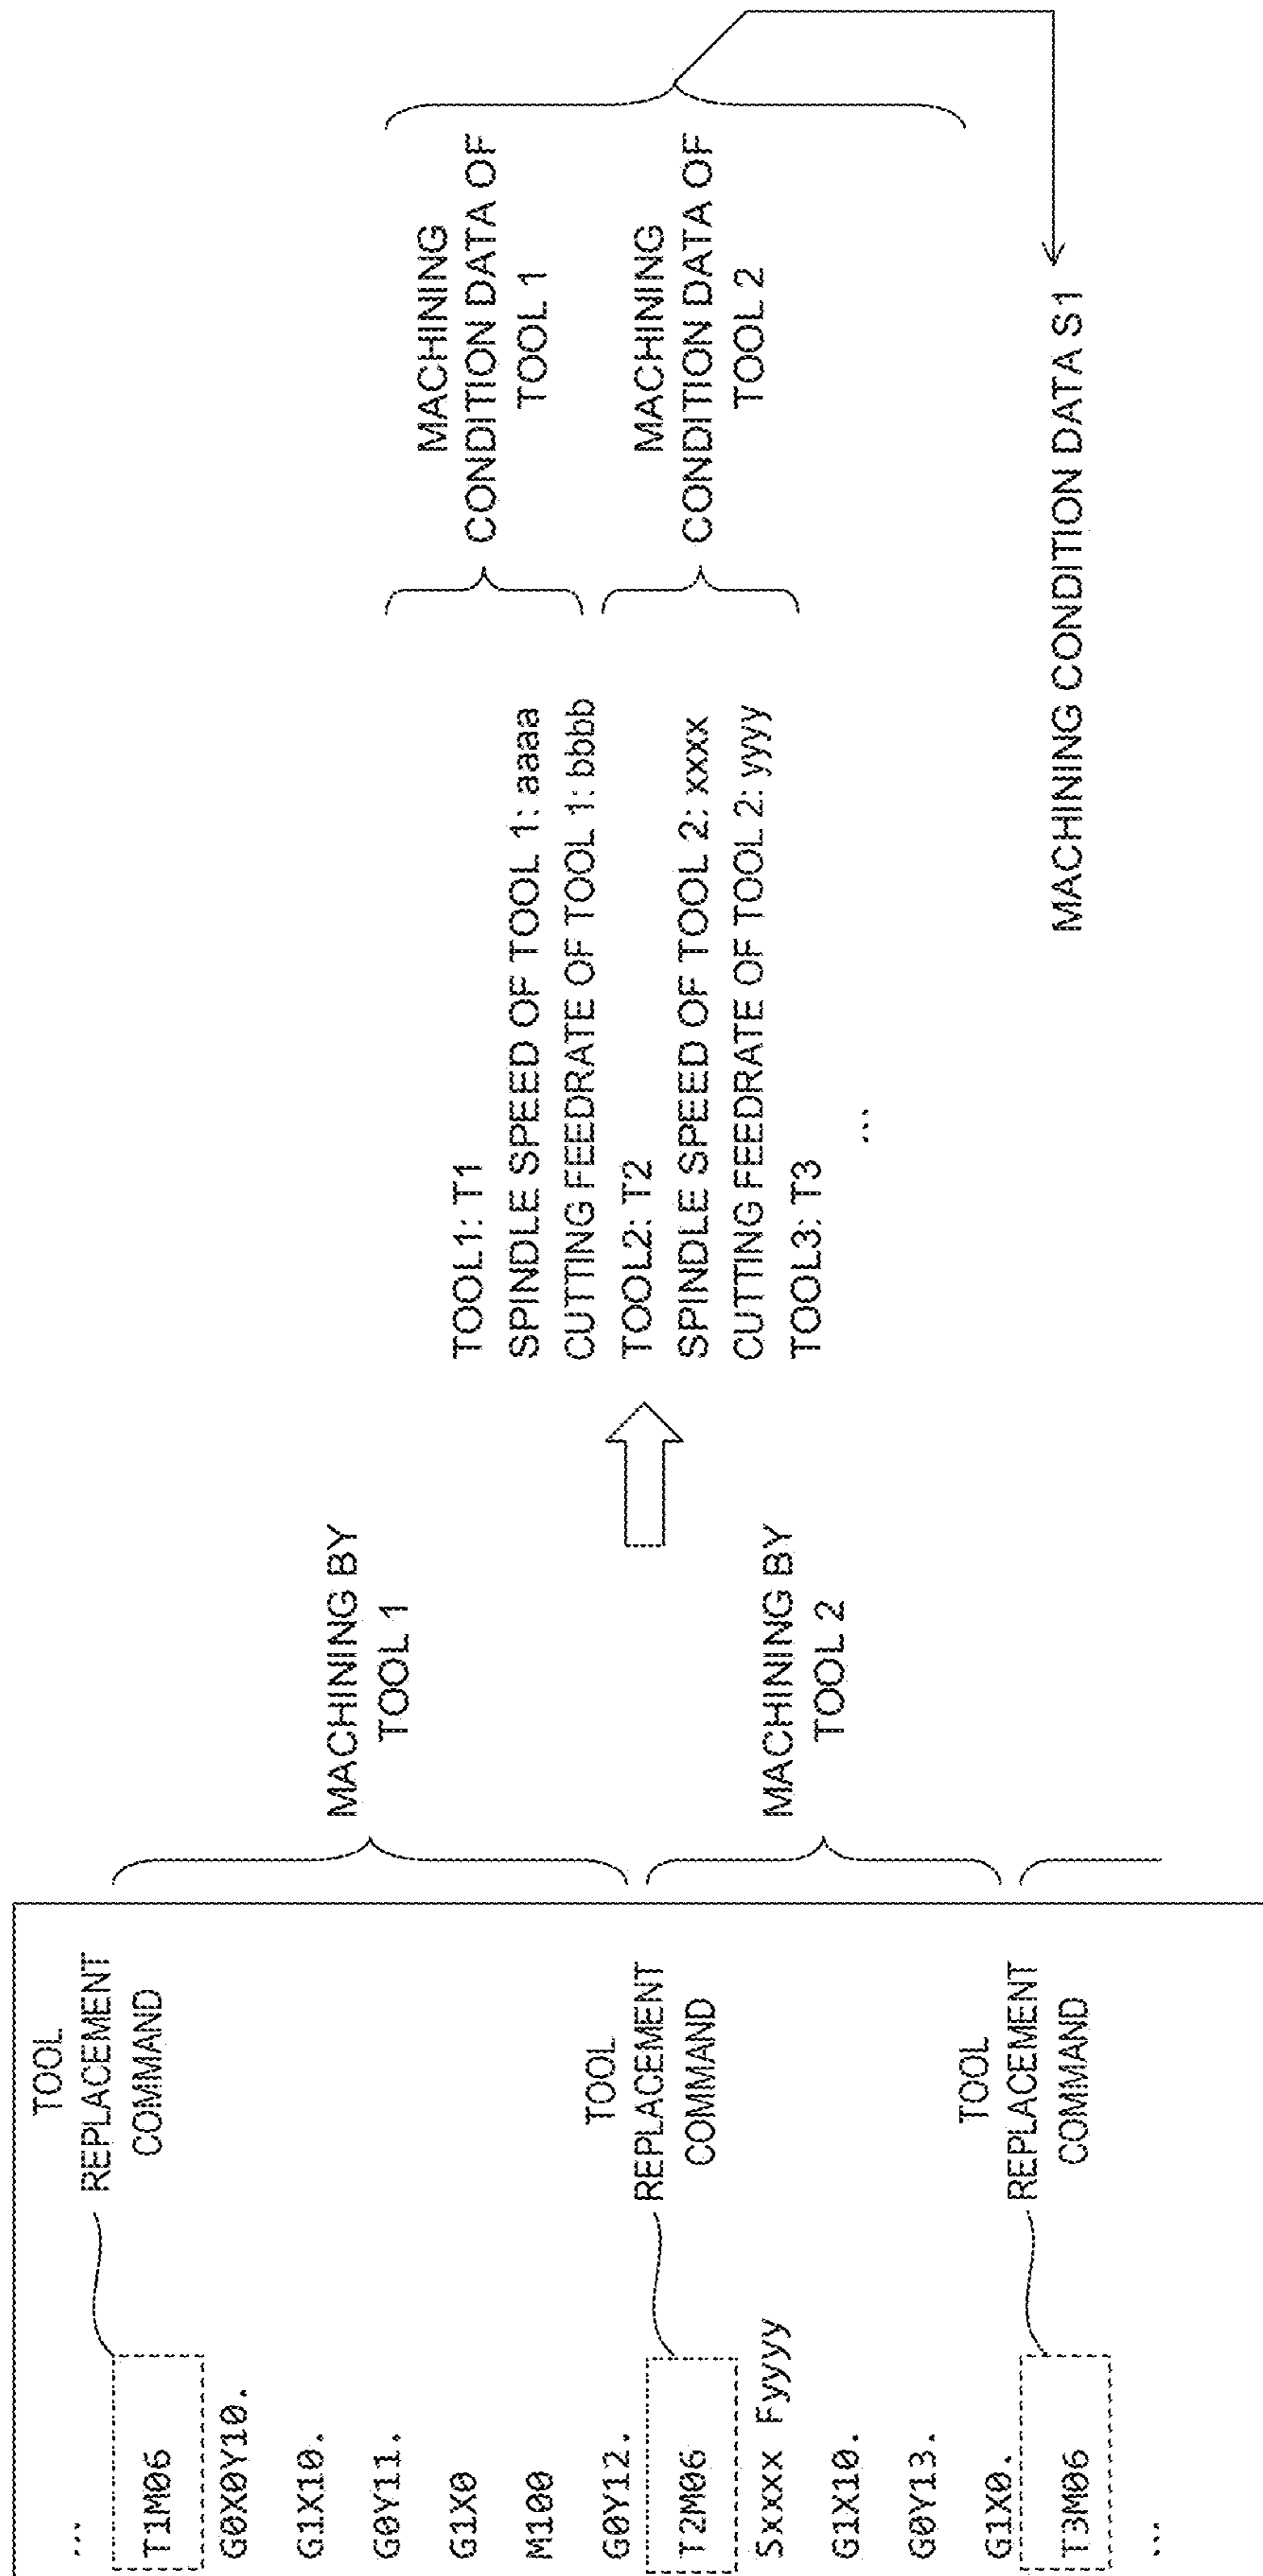 ...
T1M06
G0X0Y10.
G1X10.
G0Y11.
G1X0
M100
G0Y12.
T2M06
Sxxxx Fyyyy
G1X10.
G0Y13.
G1X0.
T3M06
...
TOOL
REPLACEMENT
COMMAND
TOOL
REPLACEMENT
COMMAND
TOOL
REPLACEMENT
COMMAND
MACHINING BY
TOOL 1
MACHINING BY
TOOL 2
TOOL1: T1
SPINDLE SPEED OF TOOL 1: aaaa
CUTTING FEEDRATE OF TOOL 1: bbbb
TOOL2: T2
SPINDLE SPEED OF TOOL 2: xxxx
CUTTING FEEDRATE OF TOOL 2: yyyy
TOOL3: T3
...
MACHINING
CONDITION DATA OF
TOOL 1
MACHINING
CONDITION DATA OF
TOOL 2
MACHINING CONDITION DATA S1